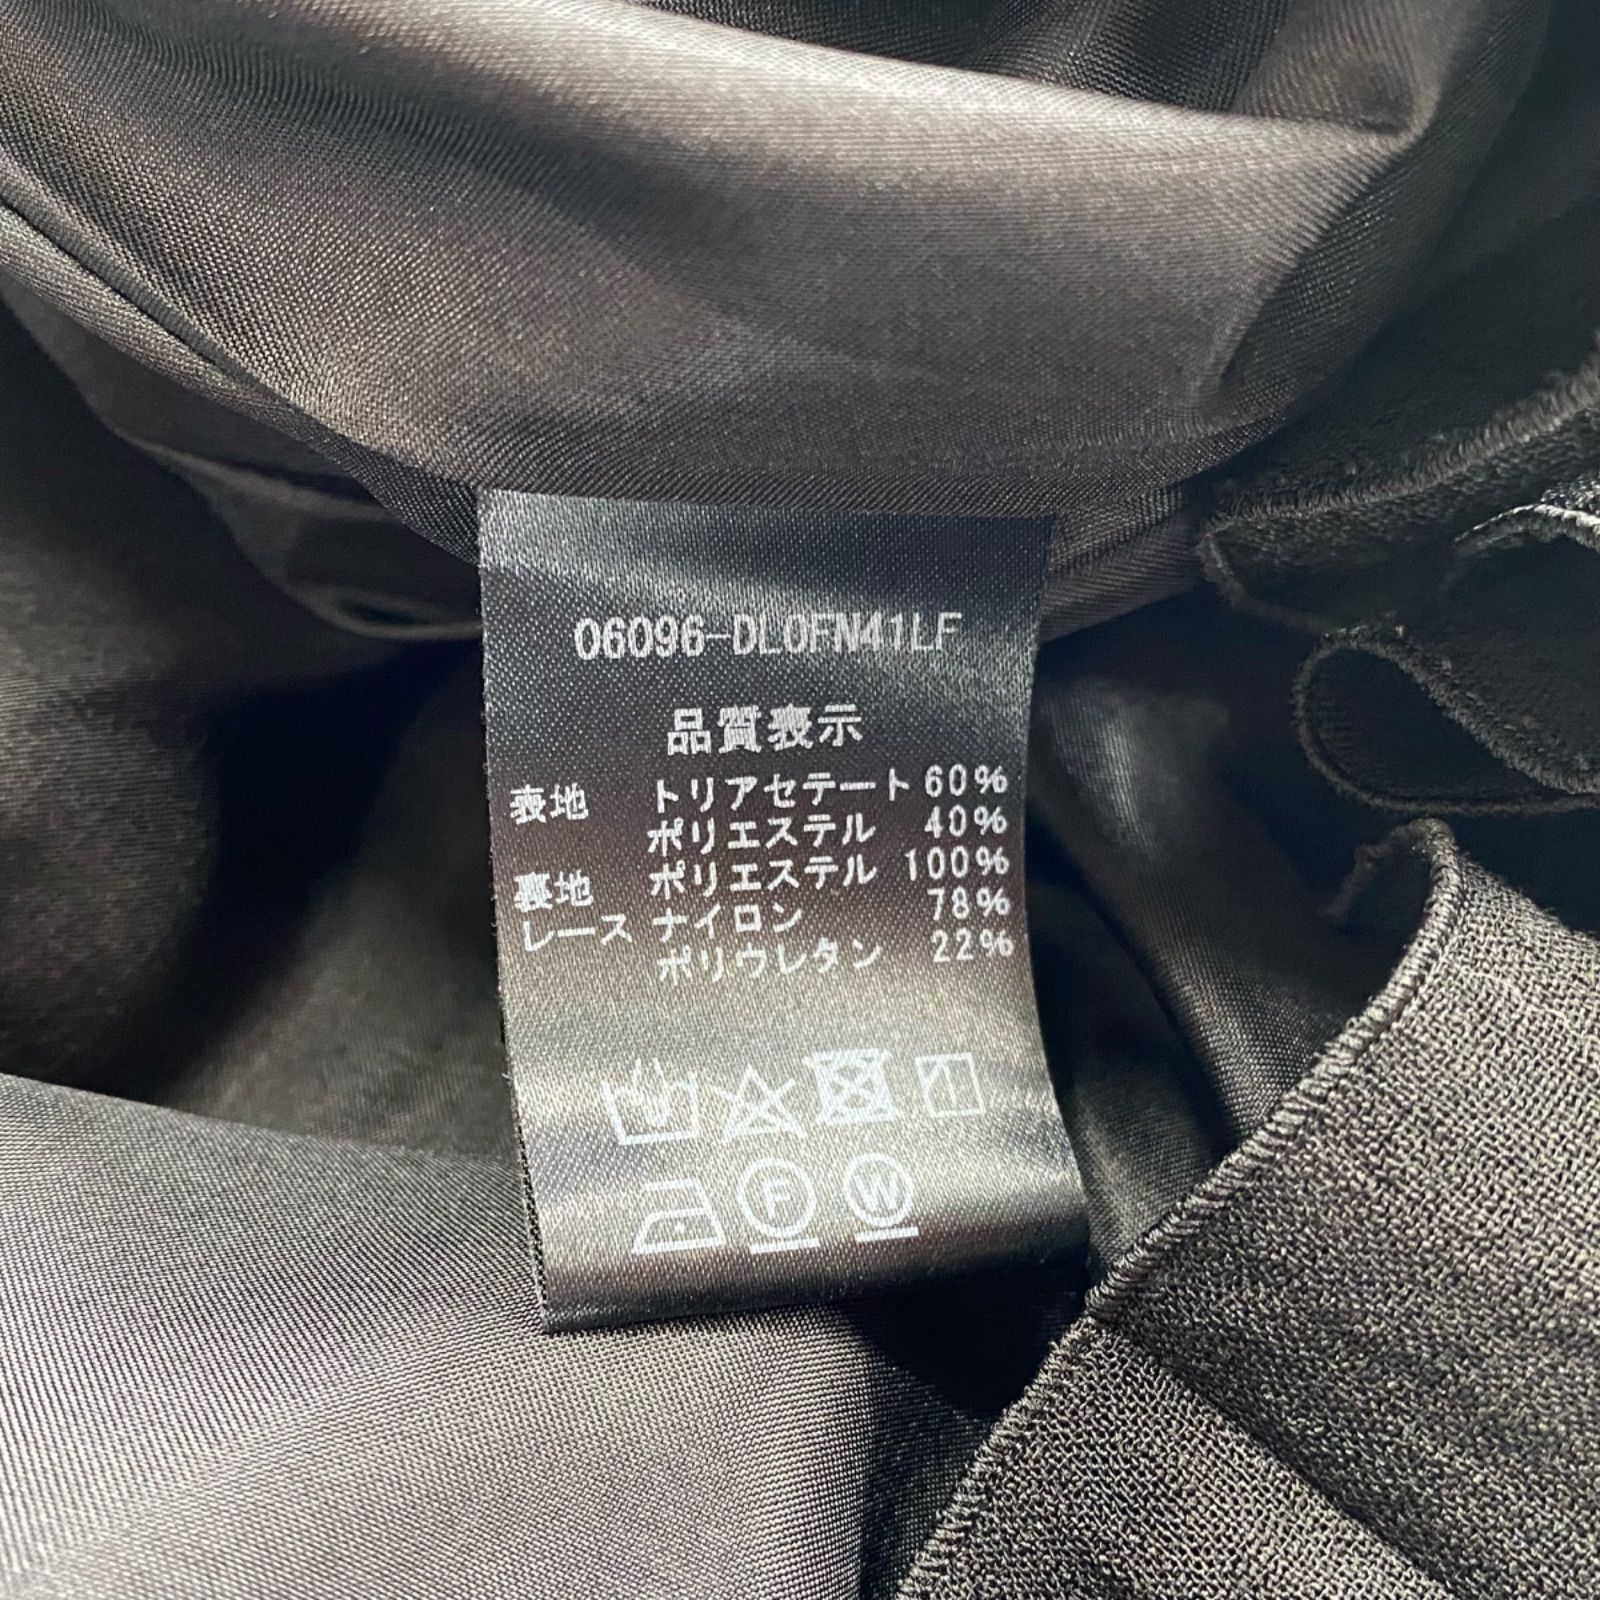 06096-DL0FN41LF
品質表示
表地 トリアセテート 60%
ポリエステル 40%
裏地 ポリエステル 100%
レース ナイロン 78%
ポリウレタン 22%
F W